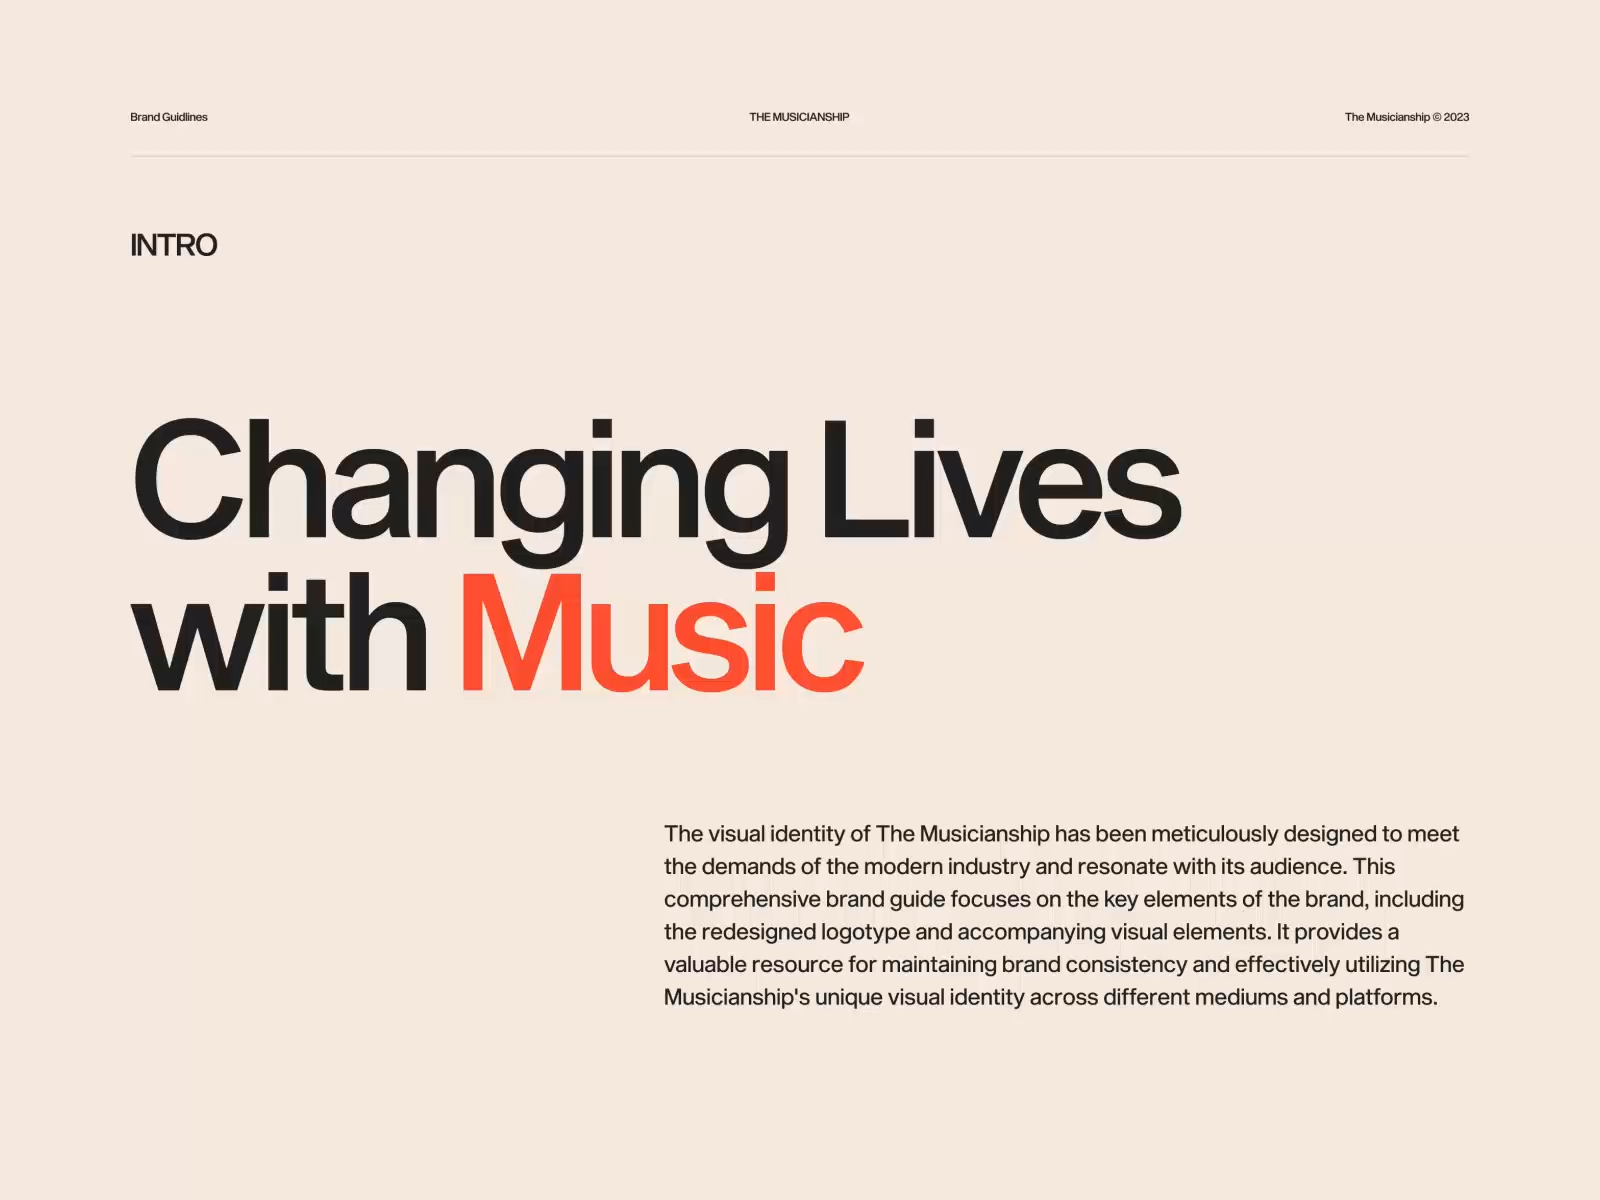 Brand Guidlines
THE MUSICIANSHIP
The Musicianship © 2023
INTRO
Changing Lives
with Music
The visual identity of The Musicianship has been meticulously designed to meet
the demands of the modern industry and resonate with its audience. This
comprehensive brand guide focuses on the key elements of the brand, including
the redesigned logotype and accompanying visual elements. It provides a
valuable resource for maintaining brand consistency and effectively utilizing The
Musicianship's unique visual identity across different mediums and platforms.